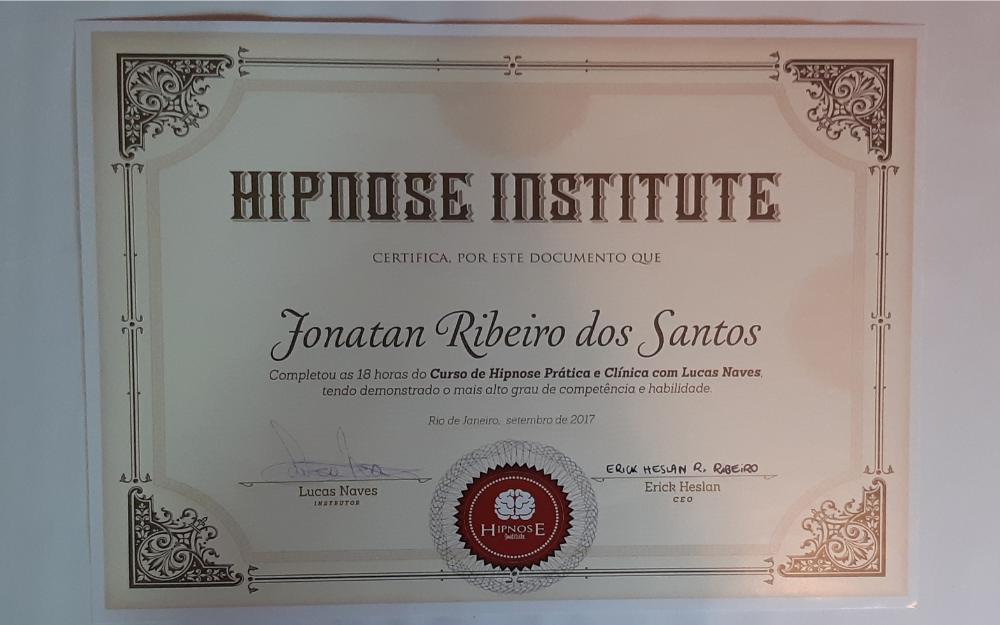 HIPNOSE INSTITUTE
CERTIFICA, POR ESTE DOCUMENTO QUE
Jonatan Ribeiro dos Santos
Completou as 18 horas do Curso de Hipnose Prática e Clínica com Lucas Naves,
tendo demonstrado o mais alto grau de competência e habilidade.
Rio de Janeiro, setembro de 2017
ERICK HESLAN R. RIBEIRO
Lucas Naves
INSTRUTOR
Erick Heslan
CEO
HIPNOSE
Institute